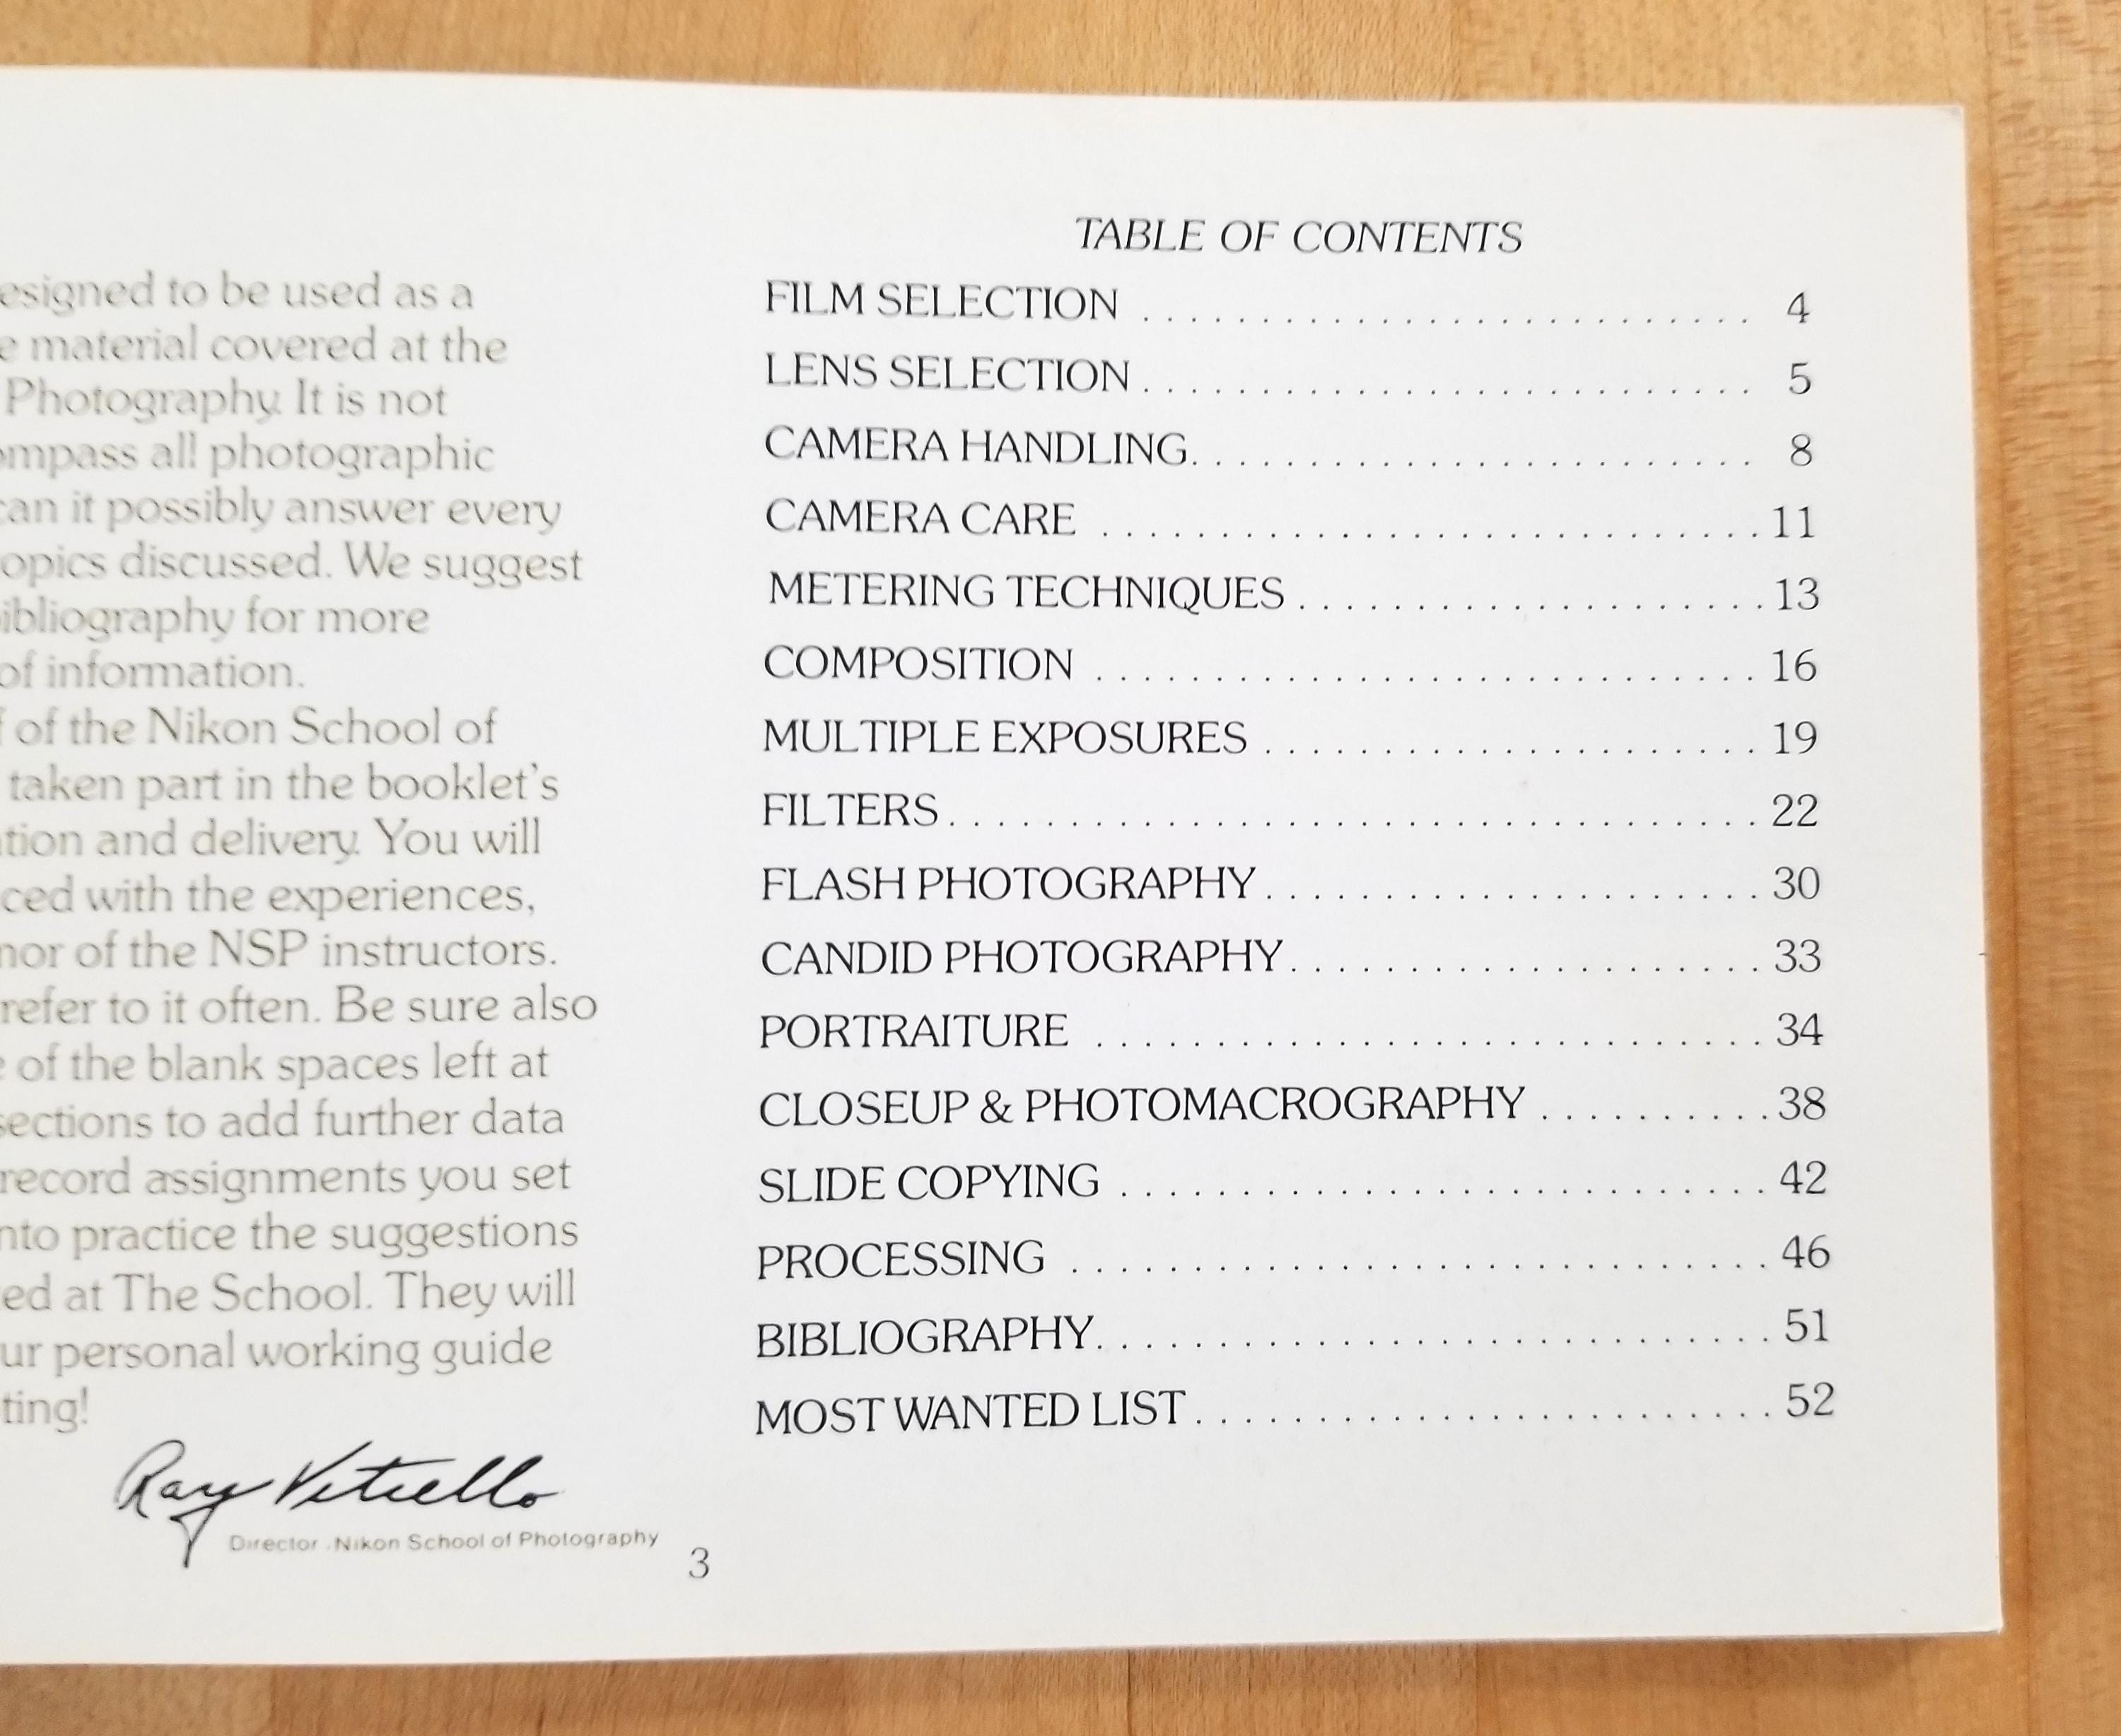 esigned to be used as a
e material covered at the
Photography. It is not
ompass all photographic
can it possibly answer every
opics discussed. We suggest
ibliography for more
of information.
f of the Nikon School of
taken part in the booklet's
tion and delivery. You will
ced with the experiences,
mor of the NSP instructors.
refer to it often. Be sure also
e of the blank spaces left at
sections to add further data
record assignments you set
nto practice the suggestions
ed at The School. They will
ur personal working guide
ting!
Ray Vitiello
Director . Nikon School of Photography
3
TABLE OF CONTENTS
FILM SELECTION . . . . . . . . . . . . . . . . . . . . . . . . . . 4
LENS SELECTION . . . . . . . . . . . . . . . . . . . . . . . . . . 5
CAMERA HANDLING. . . . . . . . . . . . . . . . . . . . . . . . 8
CAMERA CARE . . . . . . . . . . . . . . . . . . . . . . . . . . . . 11
METERING TECHNIQUES . . . . . . . . . . . . . . . . . . . . 13
COMPOSITION . . . . . . . . . . . . . . . . . . . . . . . . . . . . 16
MULTIPLE EXPOSURES . . . . . . . . . . . . . . . . . . . . . 19
FILTERS . . . . . . . . . . . . . . . . . . . . . . . . . . . . . . . . . . 22
FLASH PHOTOGRAPHY . . . . . . . . . . . . . . . . . . . . . 30
CANDID PHOTOGRAPHY . . . . . . . . . . . . . . . . . . . . 33
PORTRAITURE . . . . . . . . . . . . . . . . . . . . . . . . . . . . 34
CLOSEUP & PHOTOMACROGRAPHY . . . . . . . . . . 38
SLIDE COPYING . . . . . . . . . . . . . . . . . . . . . . . . . . . 42
PROCESSING . . . . . . . . . . . . . . . . . . . . . . . . . . . . . 46
BIBLIOGRAPHY. . . . . . . . . . . . . . . . . . . . . . . . . . . . 51
MOST WANTED LIST . . . . . . . . . . . . . . . . . . . . . . . . 52